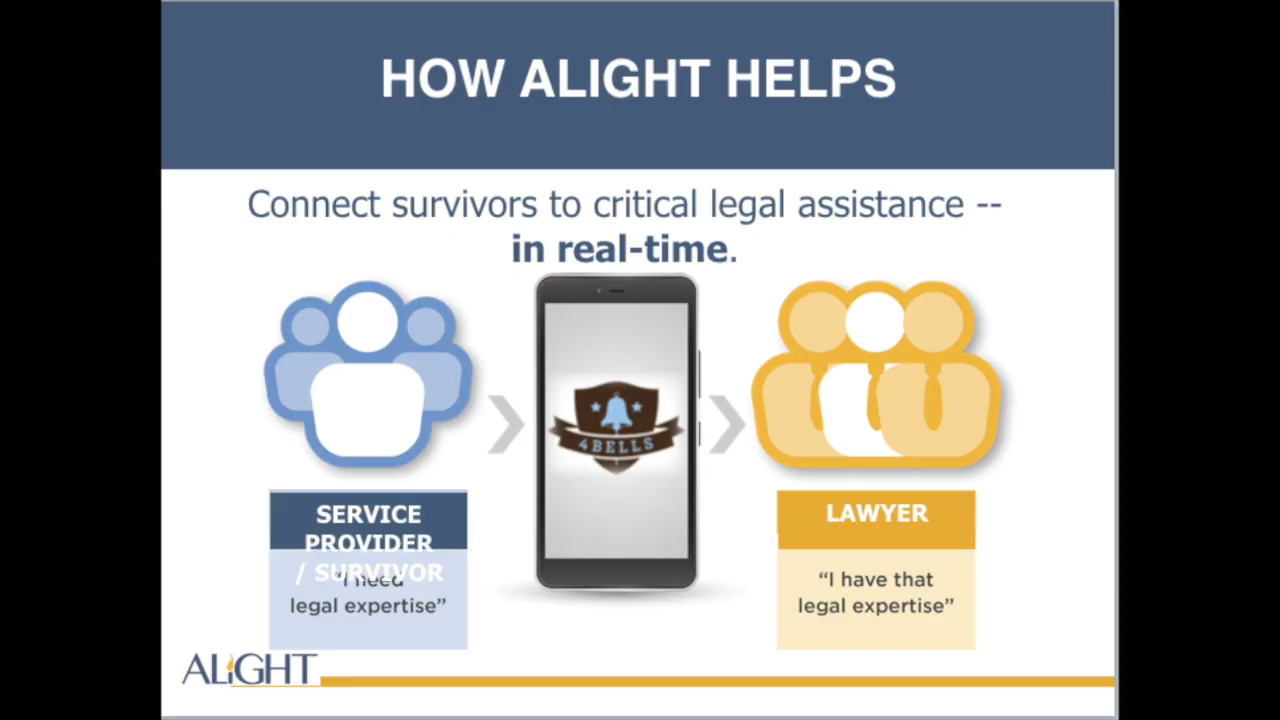 HOW ALIGHT HELPS
Connect survivors to critical legal assistance --
in real-time.
4BELLS
SERVICE
PROVIDER
/ SURVIVOR
“I need
legal expertise”
LAWYER
“I have that
legal expertise”
ALiGHT